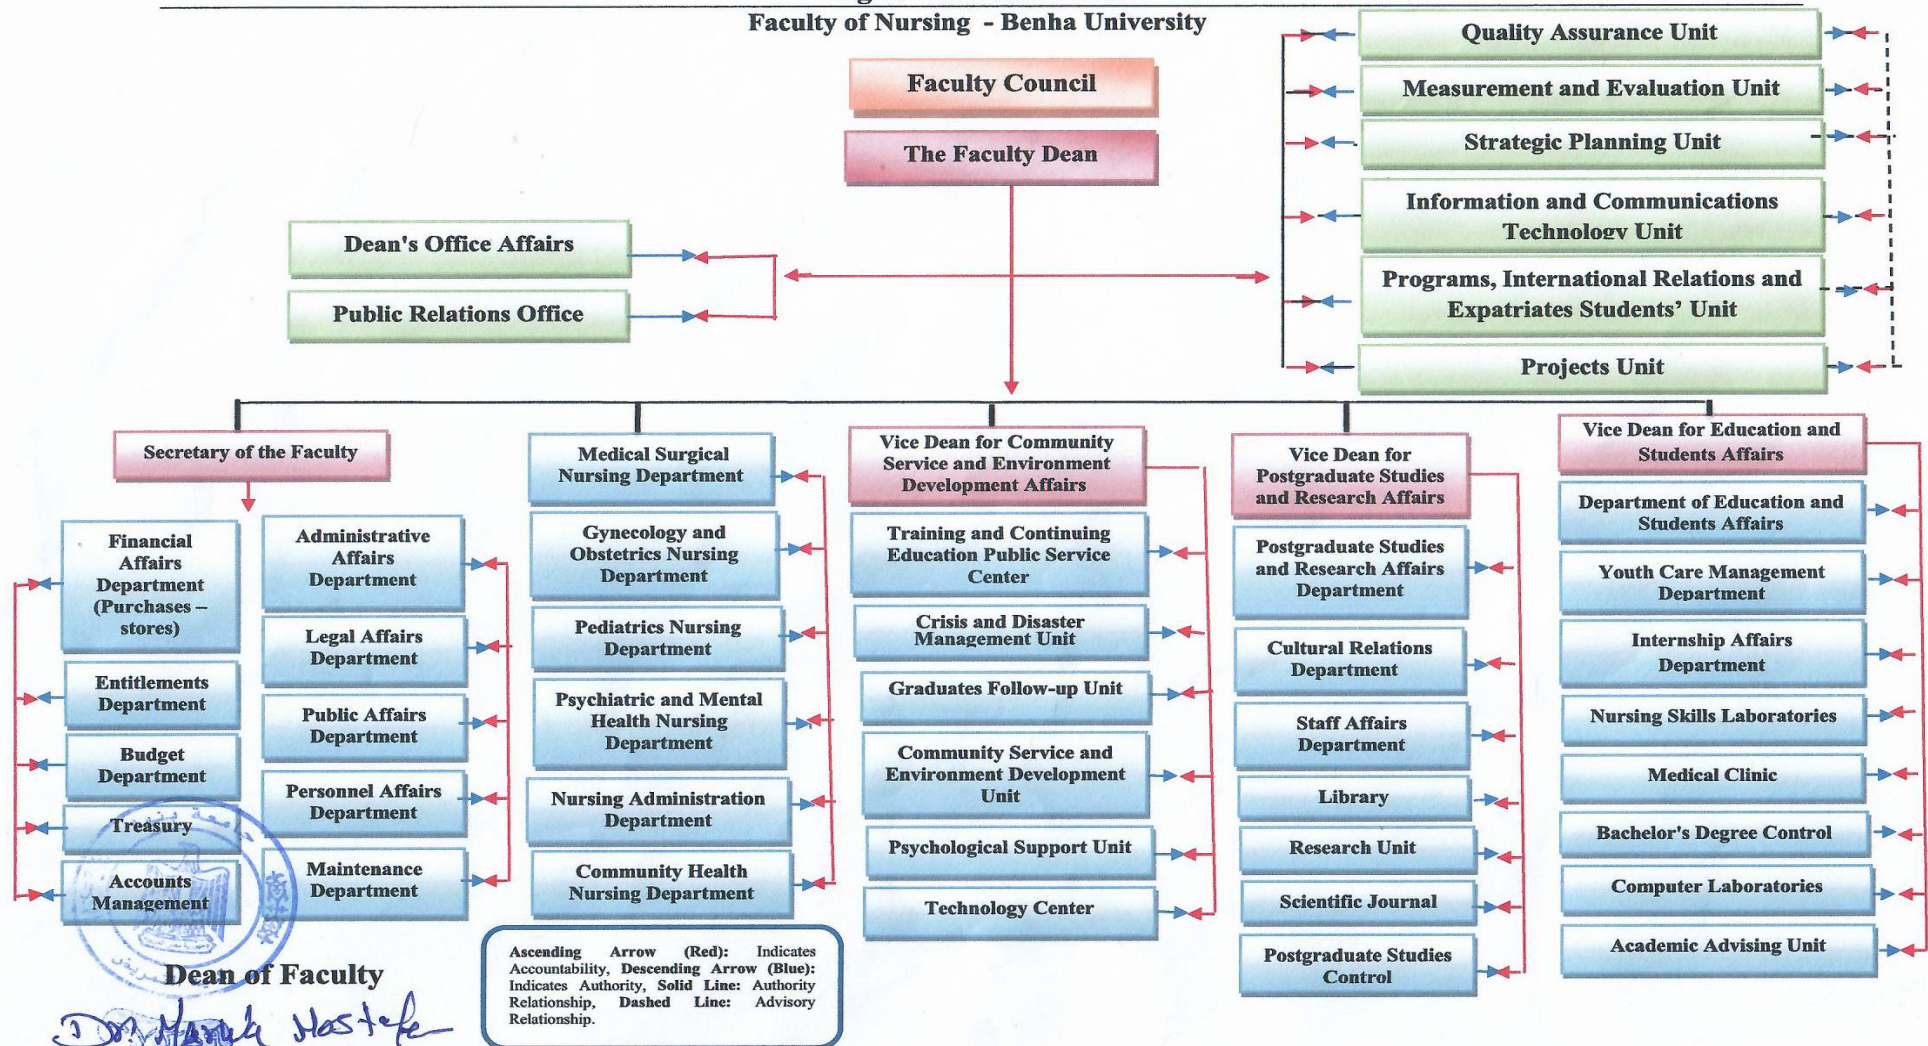 Faculty of Nursing - Benha University
Faculty Council
The Faculty Dean
Dean's Office Affairs
Public Relations Office
Quality Assurance Unit
Measurement and Evaluation Unit
Strategic Planning Unit
Information and Communications
Technology Unit
Programs, International Relations and
Expatriates Students' Unit
Projects Unit
Secretary of the Faculty
Financial
Affairs
Department
(Purchases –
stores)
Entitlements
Department
Budget
Department
Treasury
Accounts
Management
Administrative
Affairs
Department
Legal Affairs
Department
Public Affairs
Department
Personnel Affairs
Department
Maintenance
Department
Medical Surgical
Nursing Department
Gynecology and
Obstetrics Nursing
Department
Pediatrics Nursing
Department
Psychiatric and Mental
Health Nursing
Department
Nursing Administration
Department
Community Health
Nursing Department
Vice Dean for Community
Service and Environment
Development Affairs
Training and Continuing
Education Public Service
Center
Crisis and Disaster
Management Unit
Graduates Follow-up Unit
Community Service and
Environment Development
Unit
Psychological Support Unit
Technology Center
Vice Dean for
Postgraduate Studies
and Research Affairs
Postgraduate Studies
and Research Affairs
Department
Cultural Relations
Department
Staff Affairs
Department
Library
Research Unit
Scientific Journal
Postgraduate Studies
Control
Vice Dean for Education and
Students Affairs
Department of Education and
Students Affairs
Youth Care Management
Department
Internship Affairs
Department
Nursing Skills Laboratories
Medical Clinic
Bachelor's Degree Control
Computer Laboratories
Academic Advising Unit
Ascending Arrow (Red): Indicates
Accountability, Descending Arrow (Blue):
Indicates Authority, Solid Line: Authority
Relationship, Dashed Line: Advisory
Relationship.
Dean of Faculty
Dr.